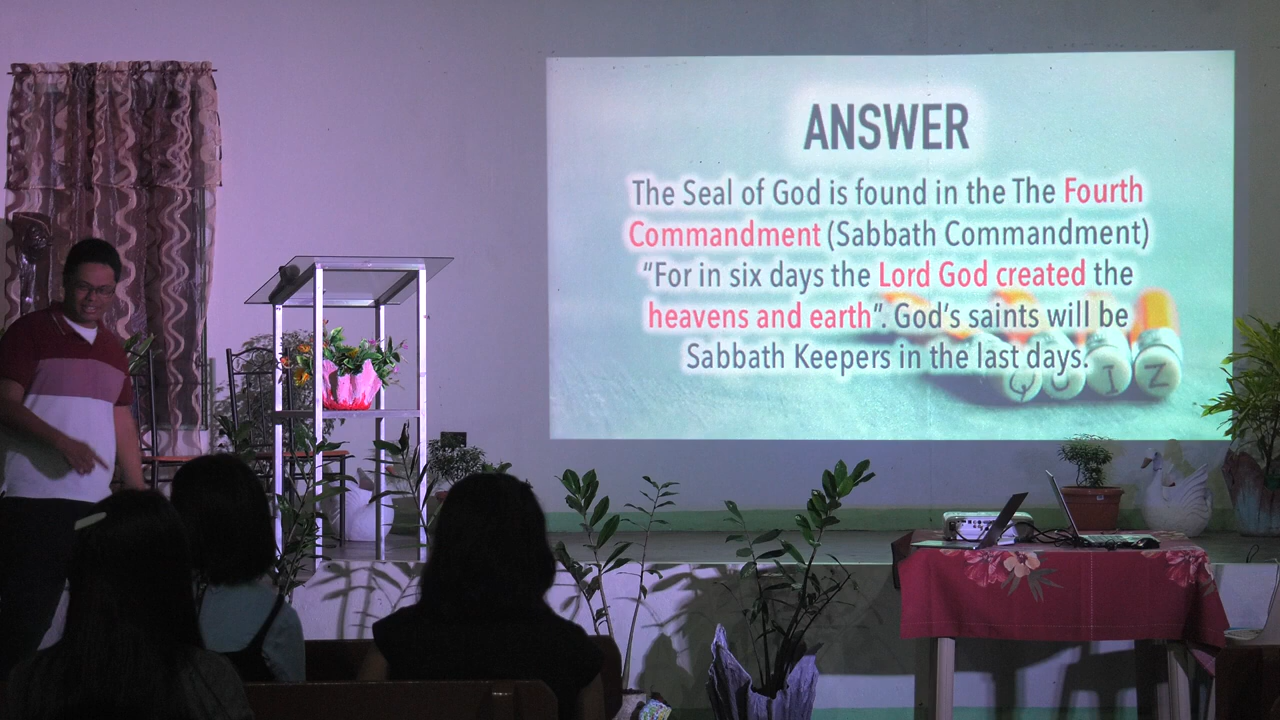 ANSWER
The Seal of God is found in the The Fourth
Commandment (Sabbath Commandment)
"For in six days the Lord God created the
heavens and earth". God's saints will be
Sabbath Keepers in the last days.
QUIZ